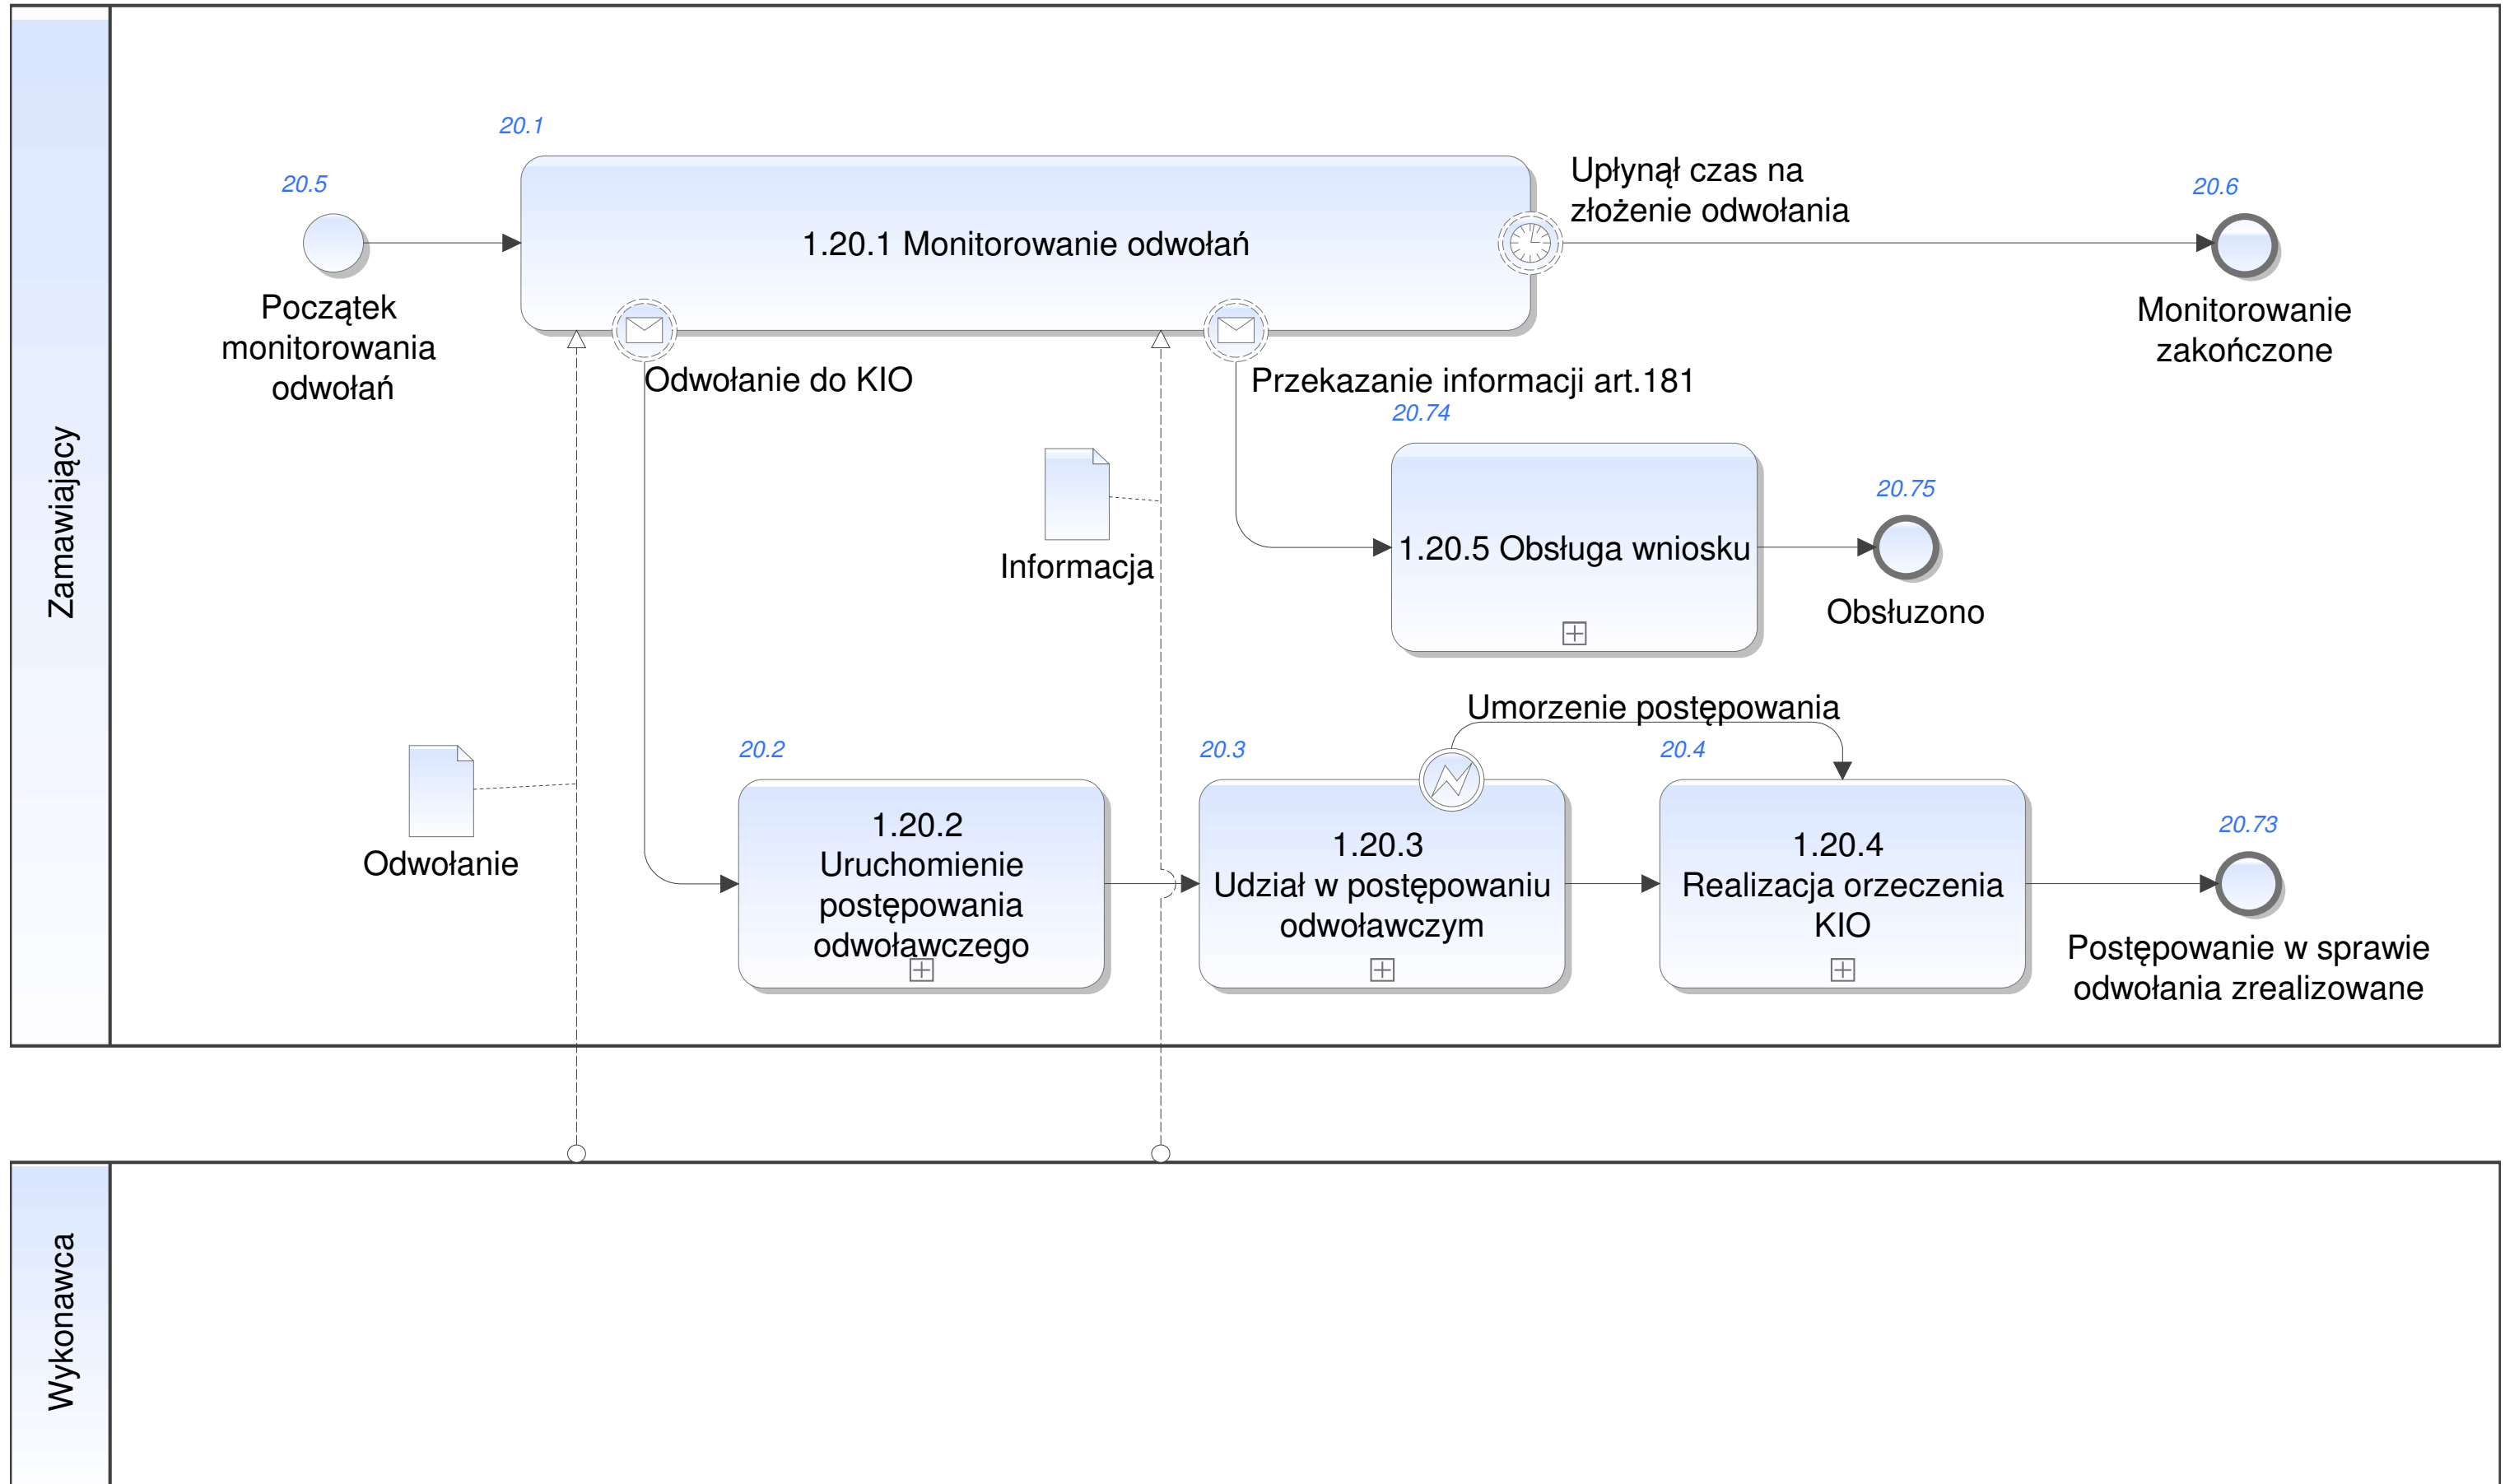 Zamawiający
20.1
20.5
1.20.1 Monitorowanie odwołań
Upłynął czas na
złożenie odwołania
20.6
Początek
monitorowania
odwołań
Monitorowanie
zakończone
Odwołanie do KIO
Przekazanie informacji art.181
20.74
Informacja
1.20.5 Obsługa wniosku
20.75
Obsłuzono
Umorzenie postępowania
Odwołanie
20.2
1.20.2
Uruchomienie
postępowania
odwoławczego
20.3
1.20.3
Udział w postępowaniu
odwoławczym
20.4
1.20.4
Realizacja orzeczenia
KIO
20.73
Postępowanie w sprawie
odwołania zrealizowane
Wykonawca